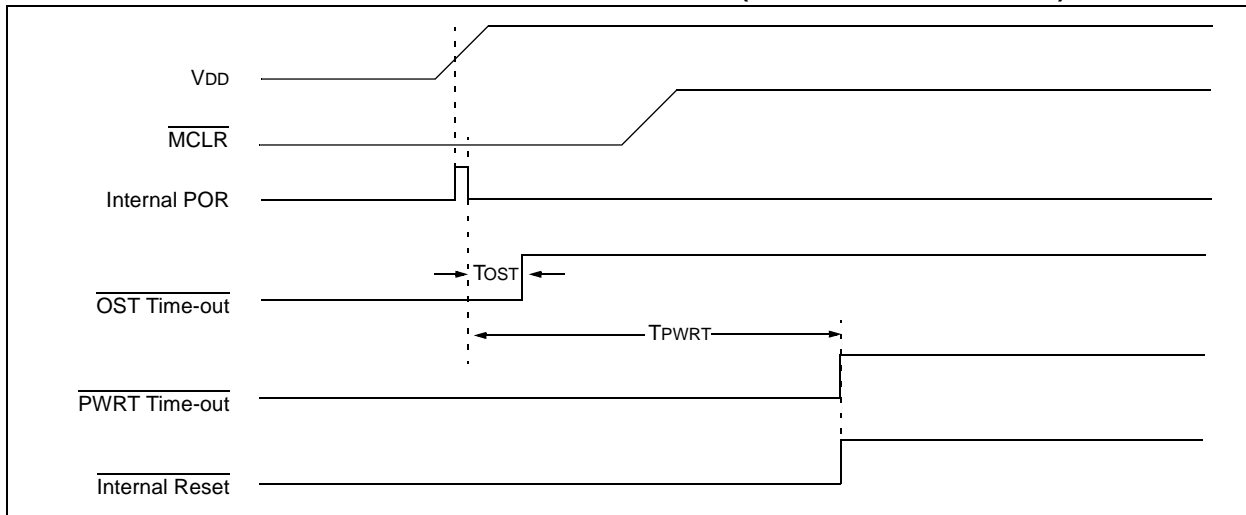 VDD
MCLR
Internal POR
TOST
OST Time-out
TPWRT
PWRT Time-out
Internal Reset